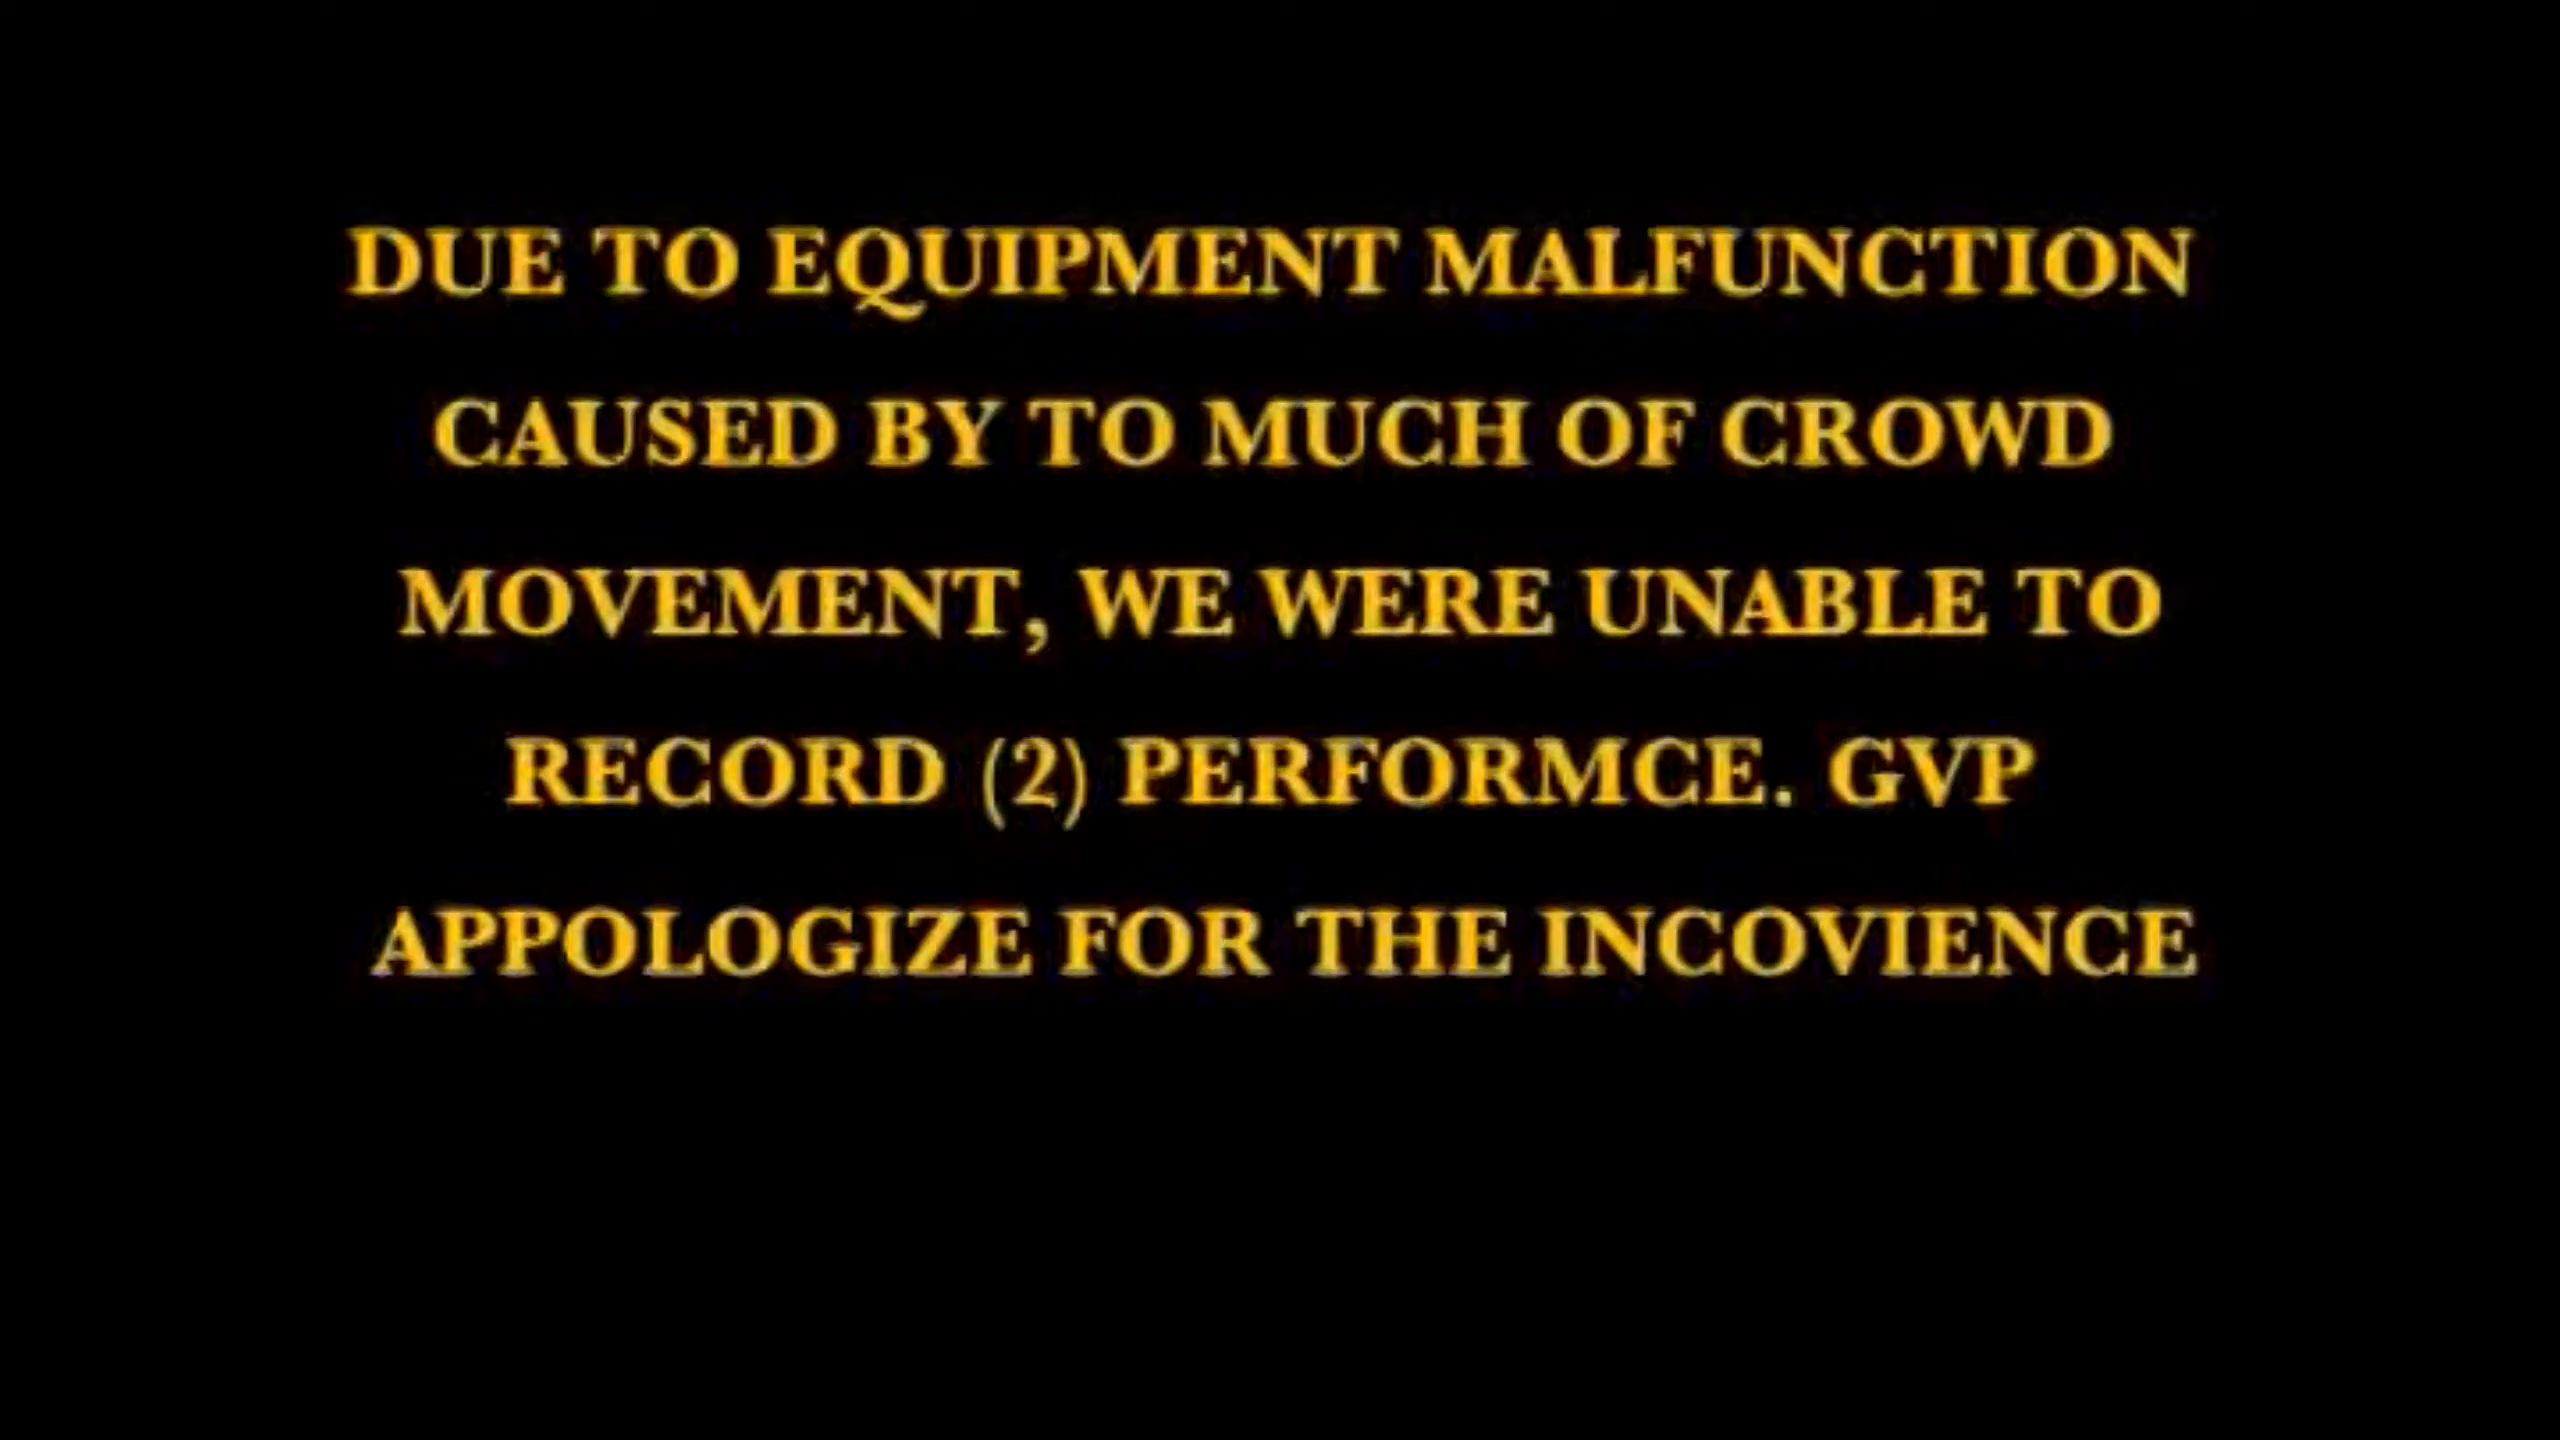 DUE TO EQUIPMENT MALFUNCTION
CAUSED BY TO MUCH OF CROWD
MOVEMENT, WE WERE UNABLE TO
RECORD (2) PERFORMCE. GVP
APPOLOGIZE FOR THE INCOVIENCE